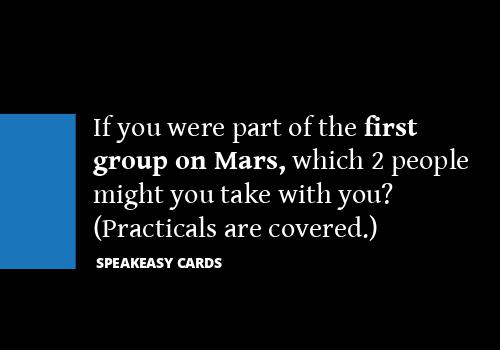 If you were part of the first
group on Mars, which 2 people
might you take with you?
(Practicals are covered.)
SPEAKEASY CARDS